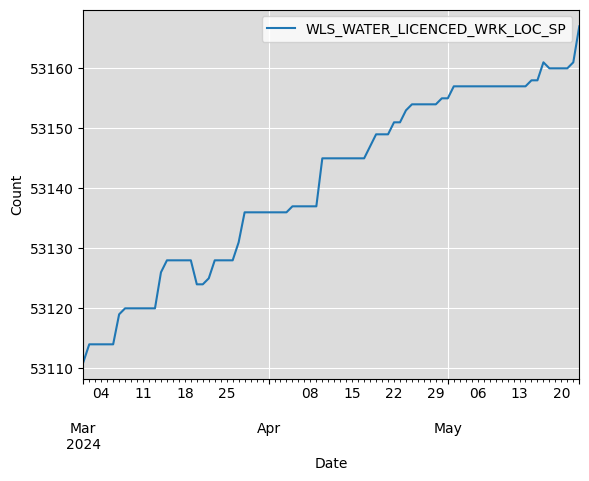 WLS_WATER_LICENCED_WRK_LOC_SP
53160
53150
53140
53130
53120
53110
Count
04 11 18 25 08 15 22 29 06 13 20
Mar Apr May
2024
Date